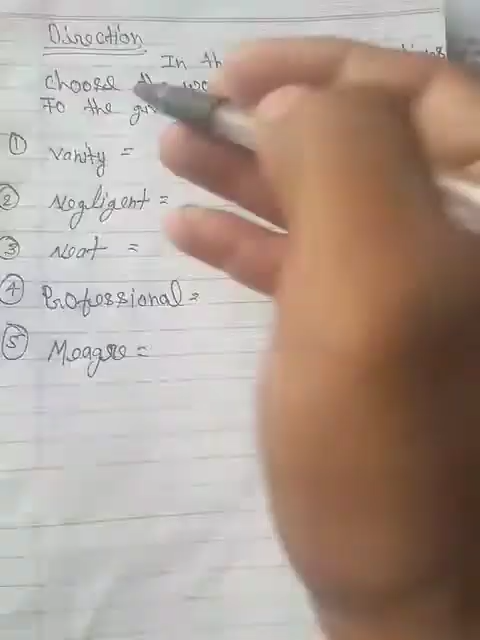 Direction
In th
choose
To the
① Vanity =
② Negligent =
③ Neat =
④ Professional =
⑤ Meagre =